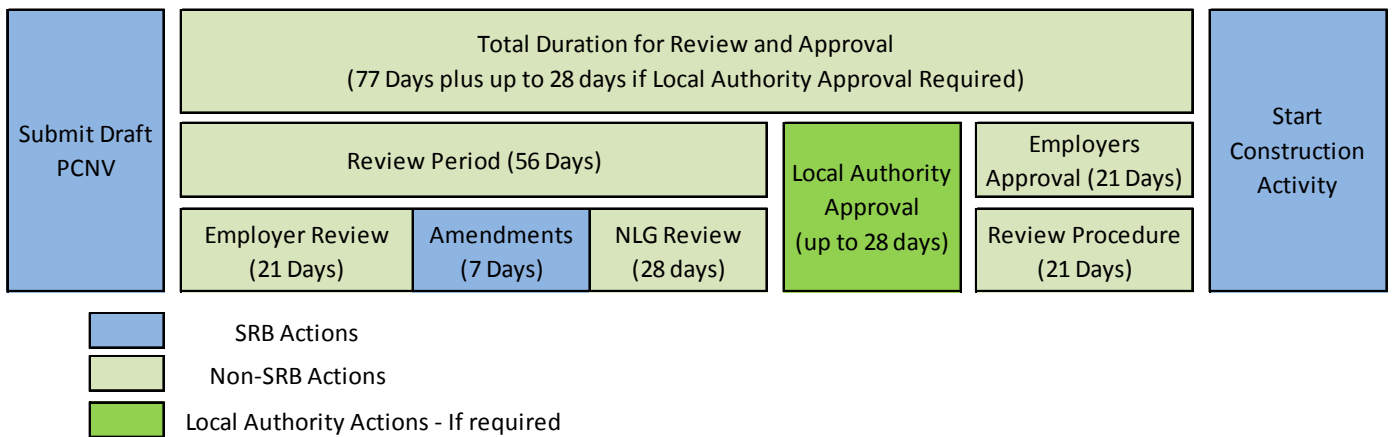 Submit Draft
PCNV
Total Duration for Review and Approval
(77 Days plus up to 28 days if Local Authority Approval Required)
Review Period (56 Days)
Employer Review
(21 Days)
Amendments
(7 Days)
NLG Review
(28 days)
Local Authority
Approval
(up to 28 days)
Employers
Approval (21 Days)
Review Procedure
(21 Days)
Start
Construction
Activity
SRB Actions
Non-SRB Actions
Local Authority Actions - If required